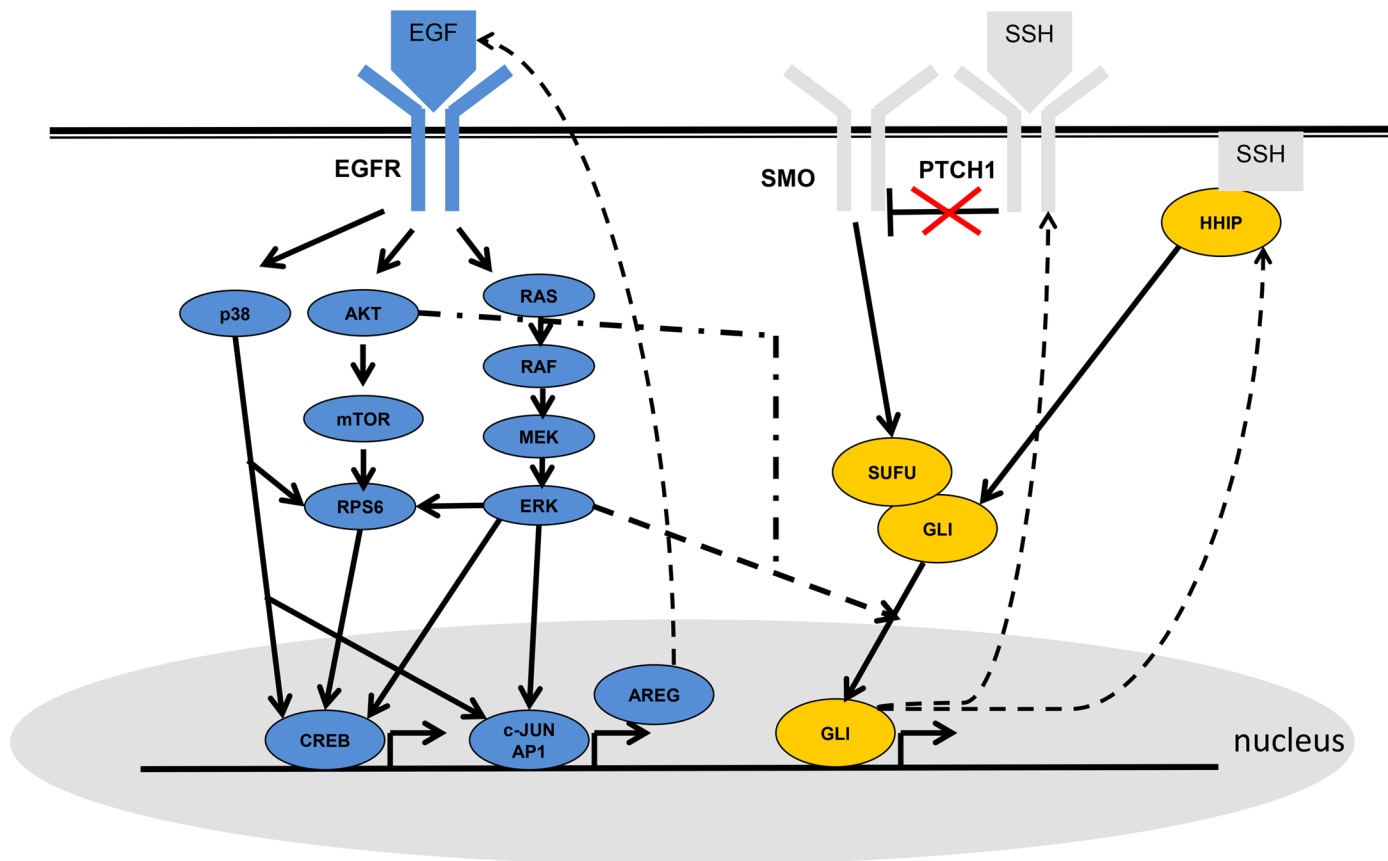 EGF
SSH
EGFR
SMO
PTCH1
SSH
HHIP
p38
AKT
RAS
RAF
mTOR
MEK
SUFU
RPS6
ERK
GLI
AREG
CREB
c-JUN
AP1
GLI
nucleus